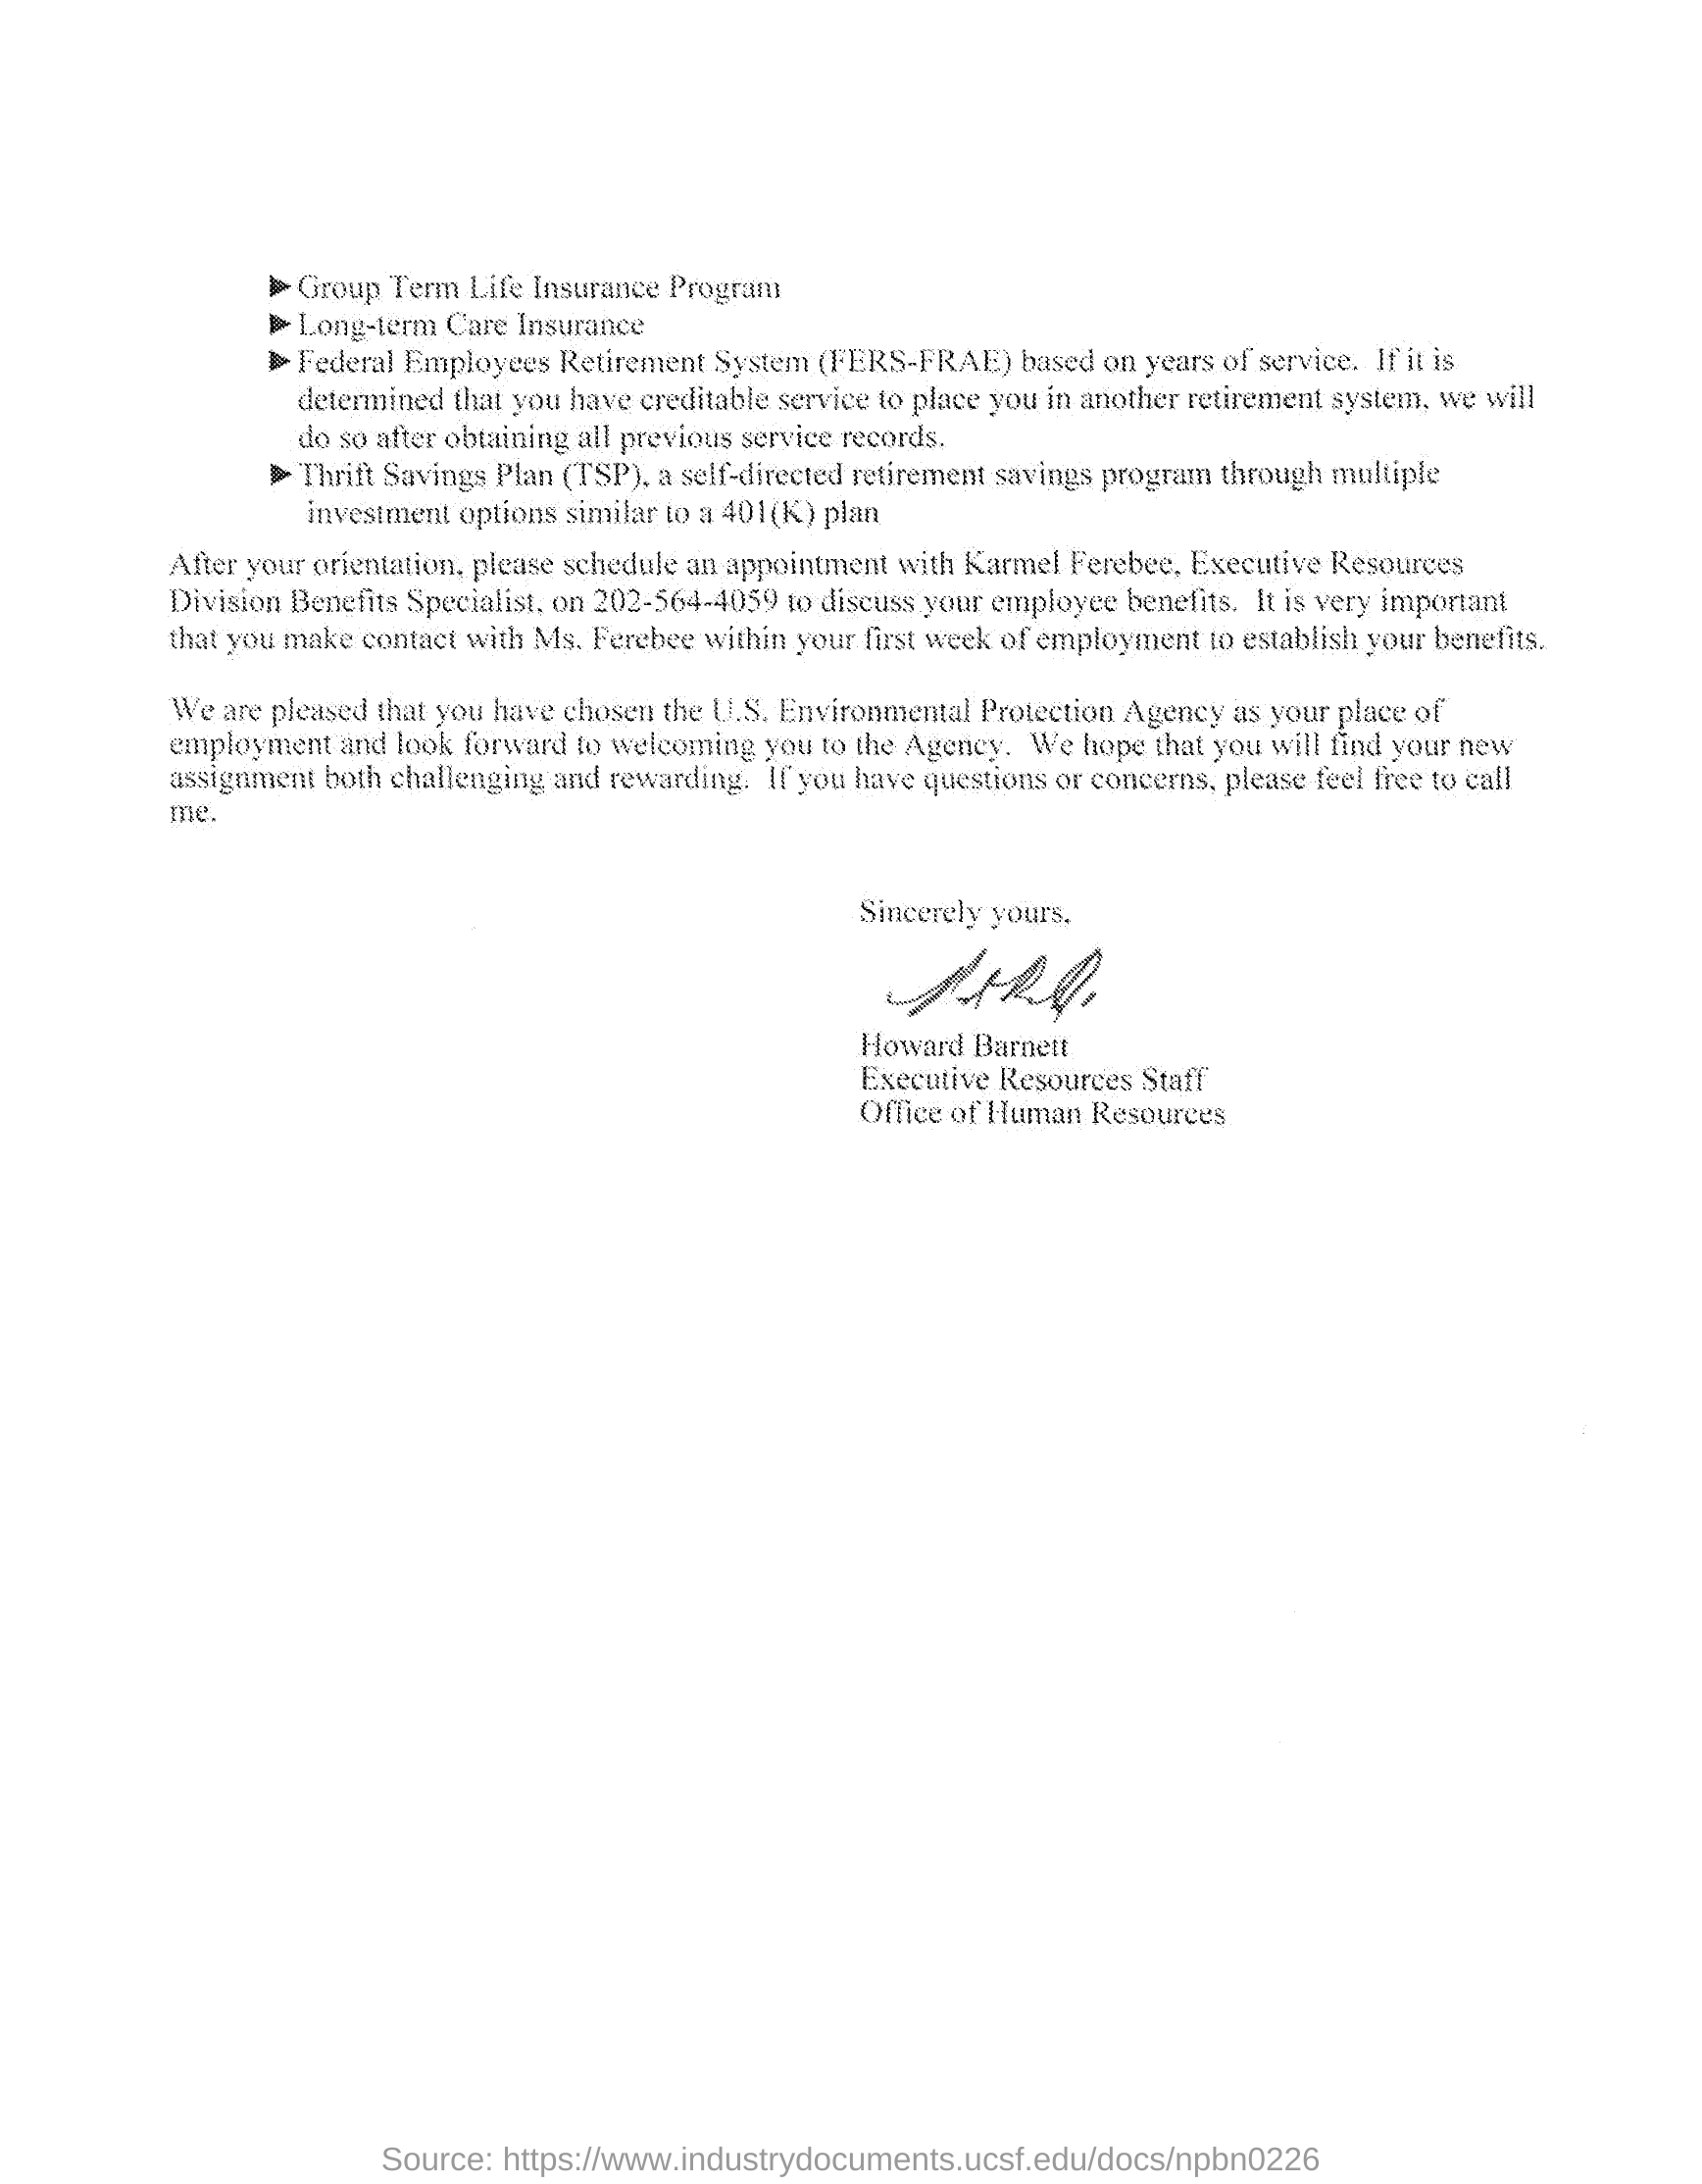 Group Term Life Insurance Program
Long-term Care Insurance
Federal Employees Retirement System (FERS-FRAE) based on years of service. If it is
determined that you have creditable service to place you in another retirement system, we will
do so after obtaining all previous service records.
Thrift Savings Plan (TSP), a self-directed retirement savings program through multiple
investment options similar to a 401(K) plan
After your orientation, please schedule an appointment with Karmel Ferebee, Executive Resources
Division Benefits Specialist, on 202-564-4059 to discuss your employee benefits. It is very important
that you make contact with Ms. Ferebee within your first week of employment to establish your benefits.
We are pleased that you have chosen the U.S. Environmental Protection Agency as your place of
employment and look forward to welcoming you to the Agency. We hope that you will find your new
assignment both challenging and rewarding. If you have questions or concerns, please feel free to call
me.
Sincerely yours,
Howard Barnett
Executive Resources Staff
Office of Human Resources
Source: https://www.industrydocuments.ucsf.edu/docs/npbn0226